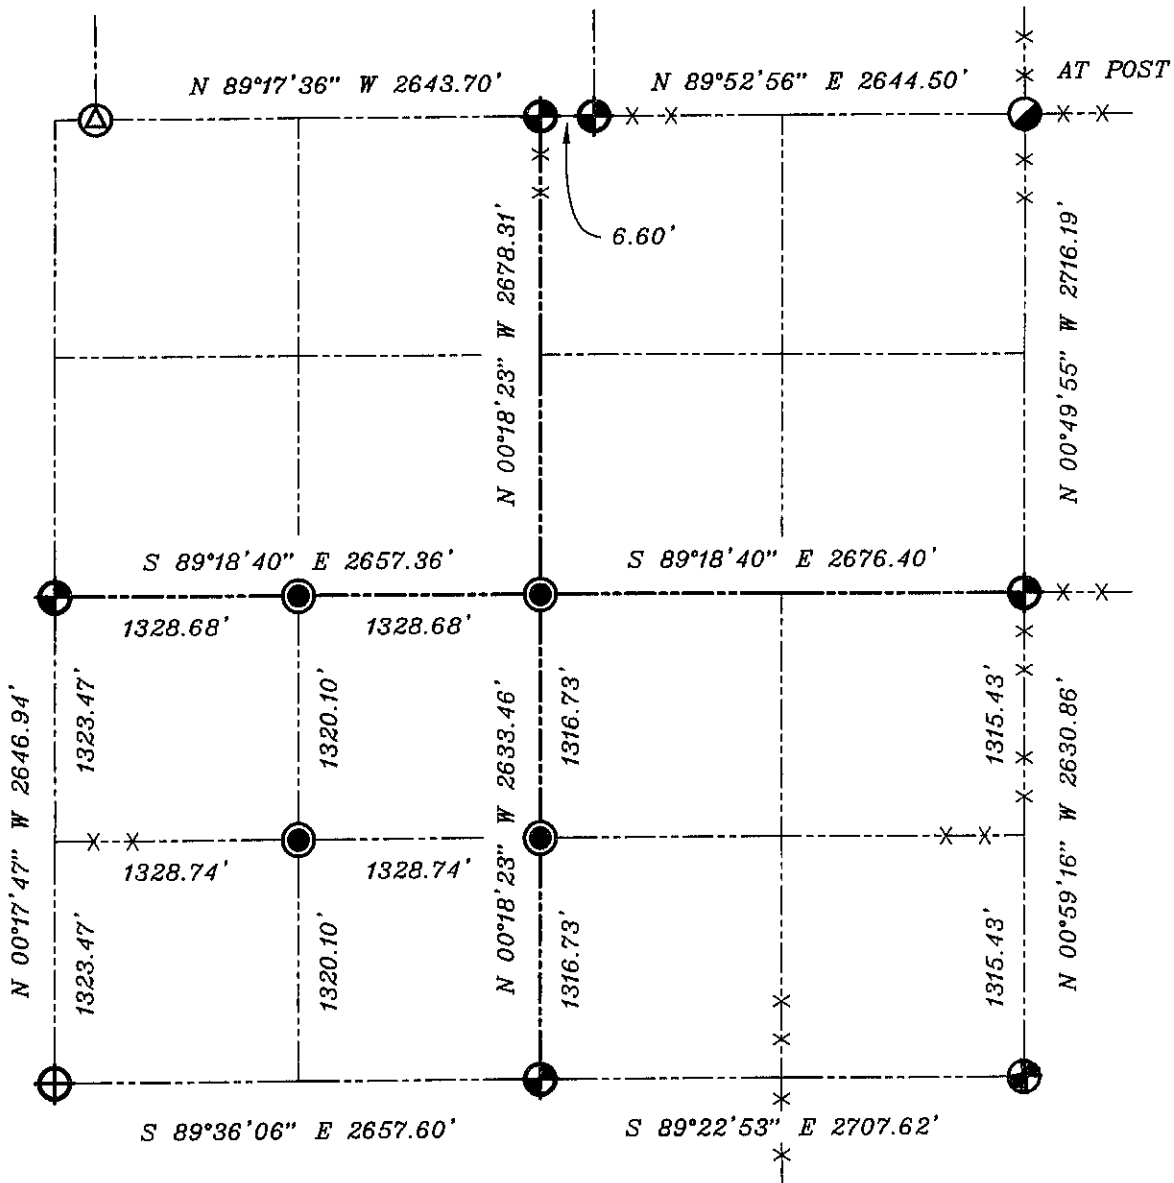 N 89°17'36" W 2643.70'
N 89°52'56" E 2644.50'
AT POST
6.60'
N 00°18'23" W 2678.31'
N 00°49'55" W 2716.19'
S 89°18'40" E 2657.36'
S 89°18'40" E 2676.40'
1328.68'
1328.68'
N 00°17'47" W 2646.94'
1323.47'
1320.10'
N 00°18'23" W 2633.46'
1316.73'
1315.43'
N 00°59'16" W 2630.86'
1328.74'
1328.74'
1323.47'
1320.10'
1316.73'
1315.43'
S 89°36'06" E 2657.60'
S 89°22'53" E 2707.62'